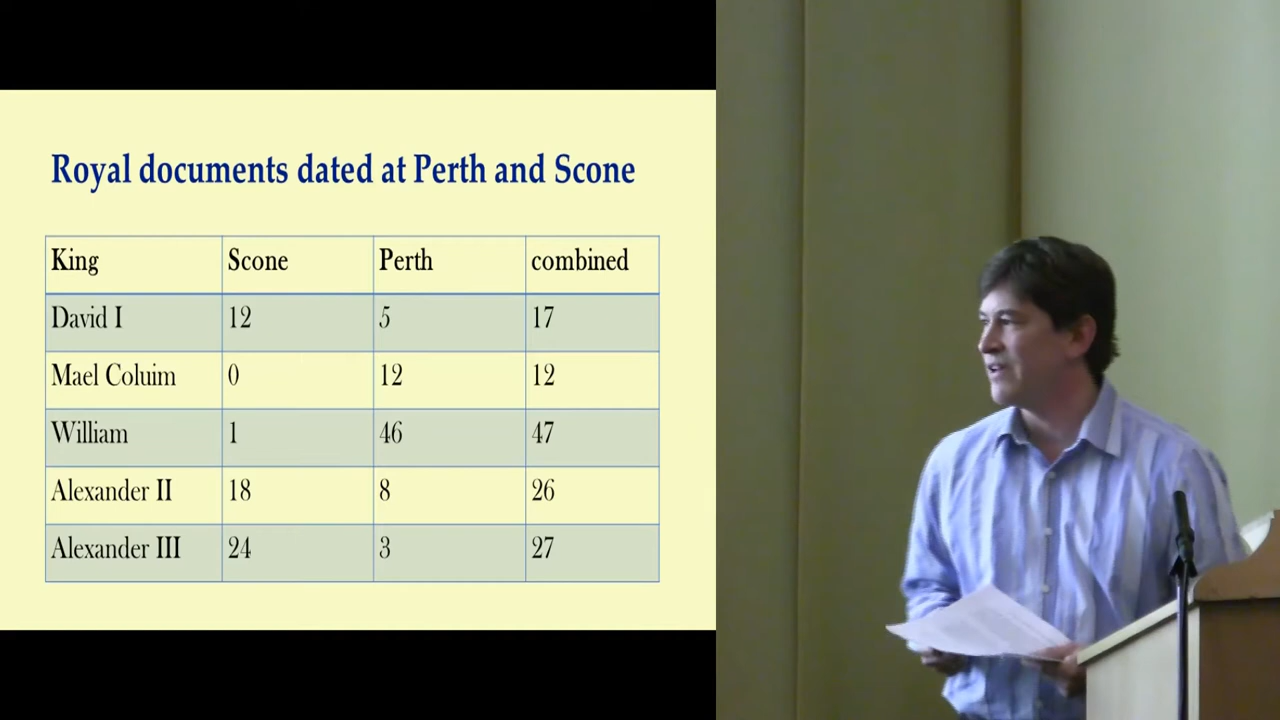 Royal documents dated at Perth and Scone
King Scone Perth combined
David I 12 5 17
Mael Coluim 0 12 12
William 1 46 47
Alexander II 18 8 26
Alexander III 24 3 27